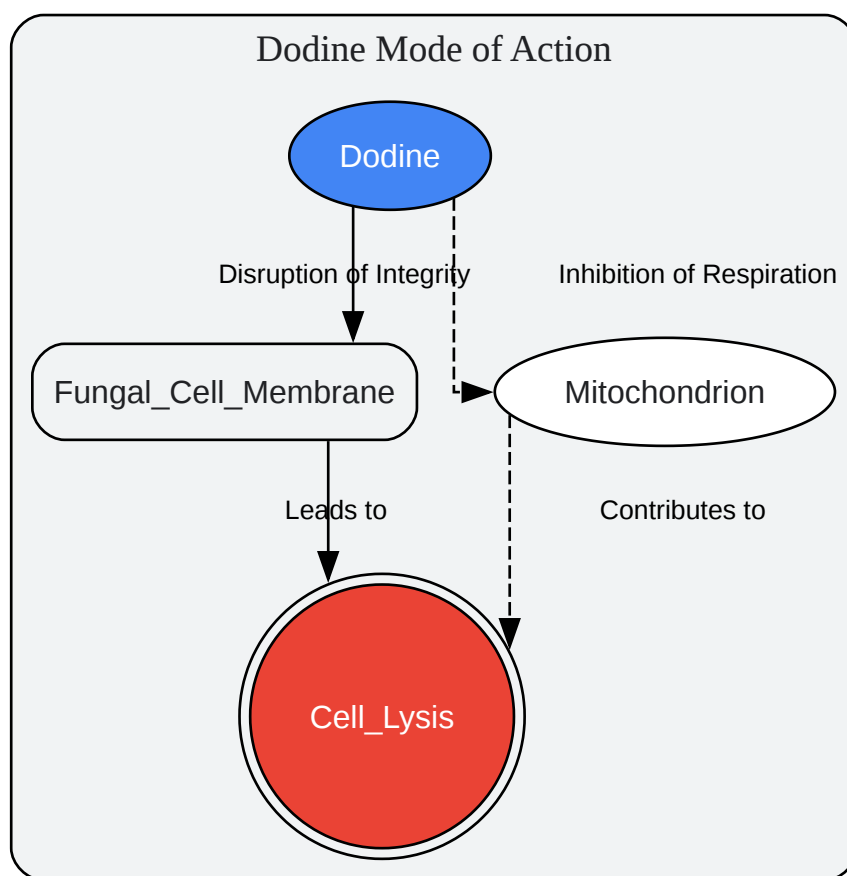 Dodine Mode of Action
Dodine
Disruption of Integrity
Inhibition of Respiration
Fungal_Cell_Membrane
Mitochondrion
Leads to
Contributes to
Cell_Lysis